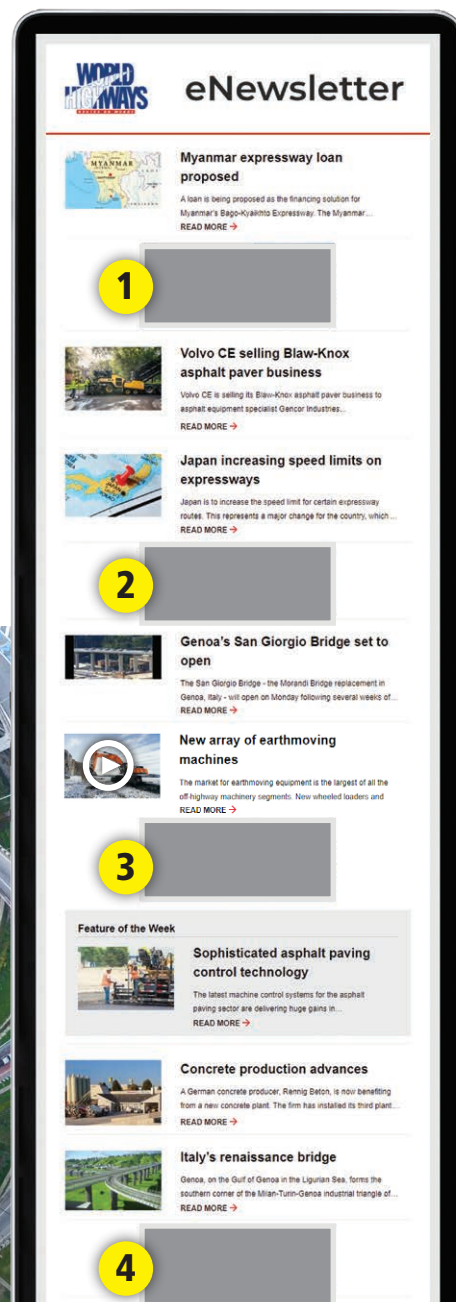 WORLD
HIGHWAYS
eNewsletter
MYANMAR
Myanmar expressway loan
proposed
A loan is being proposed as the financing solution for
Myanmar's Bago-Kyaikhto Expressway. The Myanmar...
READ MORE →
1
Volvo CE selling Blaw-Knox
asphalt paver business
Volvo CE is selling its Blaw-Knox asphalt paver business to
asphalt equipment specialist Gencor Industries...
READ MORE →
Japan increasing speed limits on
expressways
Japan is to increase the speed limit for certain expressway
routes. This represents a major change for the country, which ...
READ MORE →
2
Genoa's San Giorgio Bridge set to
open
The San Giorgio Bridge - the Morandi Bridge replacement in
Genoa, Italy - will open on Monday following several weeks of...
READ MORE →
New array of earthmoving
machines
The market for earthmoving equipment is the largest of all the
off-highway machinery segments. New wheeled loaders and
READ MORE →
3
Feature of the Week
Sophisticated asphalt paving
control technology
The latest machine control systems for the asphalt
paving sector are delivering huge gains in...
READ MORE →
Concrete production advances
A German concrete producer, Rennig Beton, is now benefiting
from a new concrete plant. The firm has installed its third plant...
READ MORE →
Italy's renaissance bridge
Genoa, on the Gulf of Genoa in the Ligurian Sea, forms the
southern corner of the Milan-Turin-Genoa industrial triangle of...
READ MORE →
4